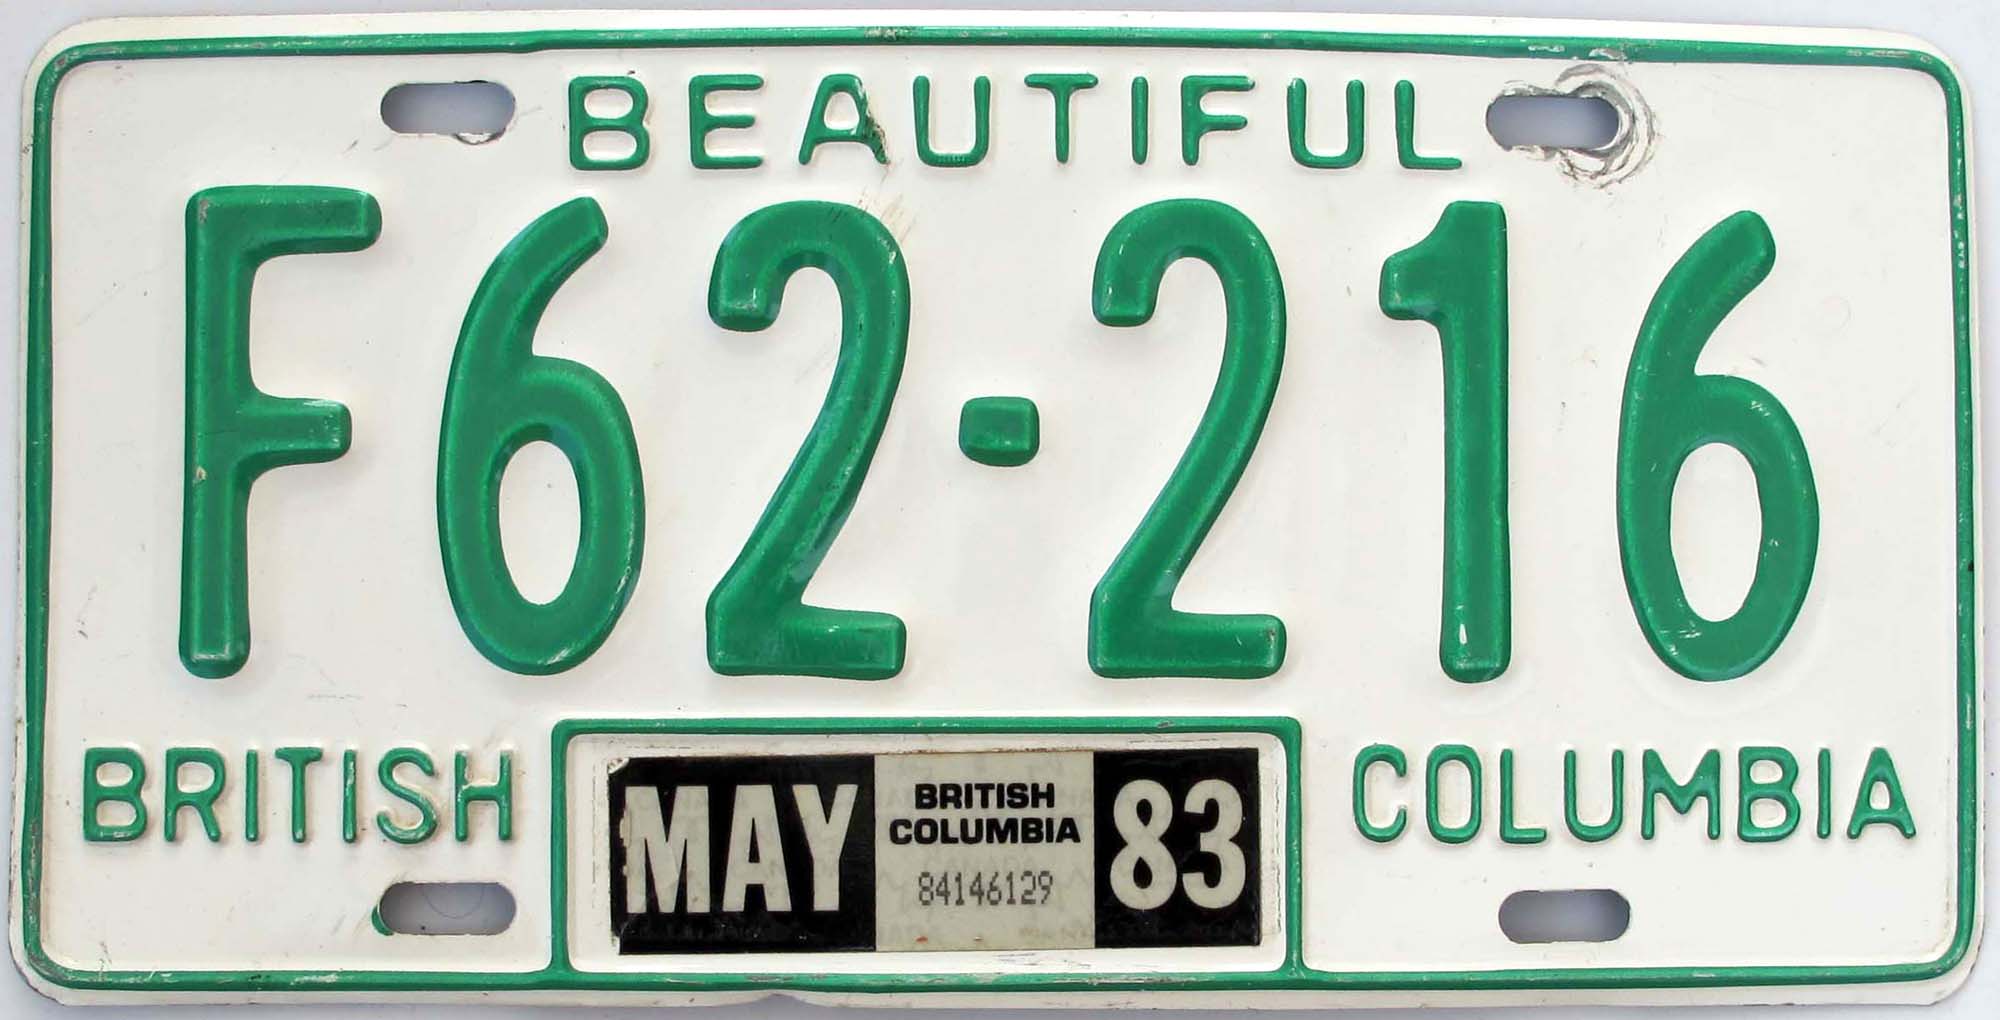 BEAUTIFUL
F62-216
BRITISH
MAY
BRITISH
COLUMBIA
84146129
83
COLUMBIA